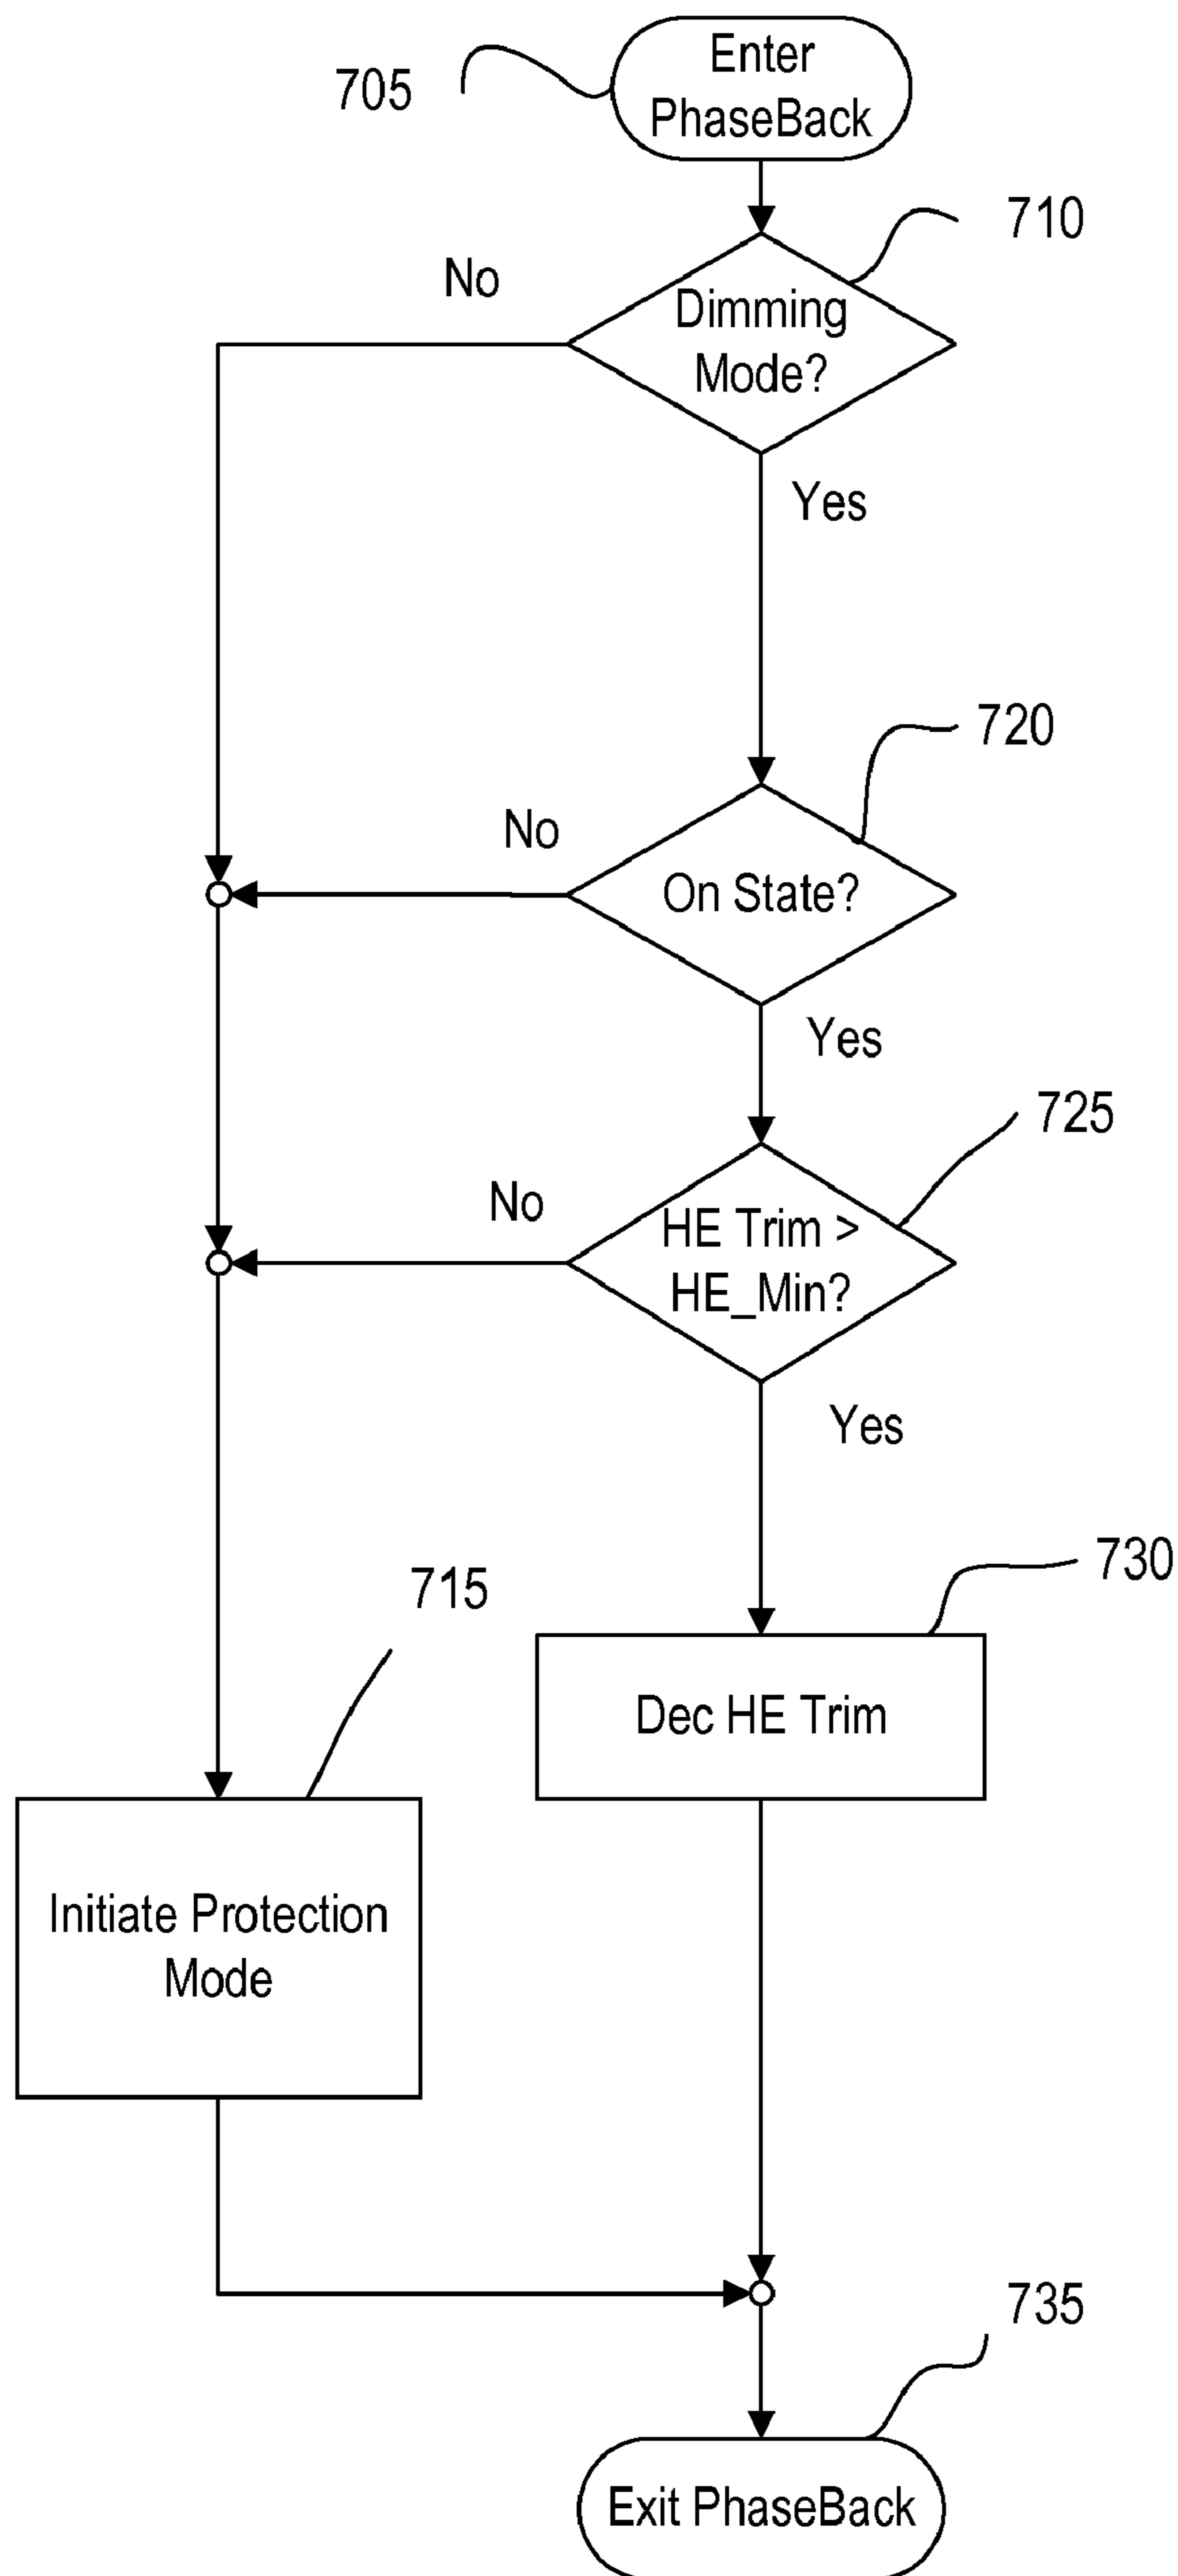 Enter
PhaseBack
705
710
No
Dimming
Mode?
Yes
720
No
On State?
Yes
725
No
HE Trim >
HE_Min?
Yes
730
715
Dec HE Trim
Initiate Protection
Mode
735
Exit PhaseBack